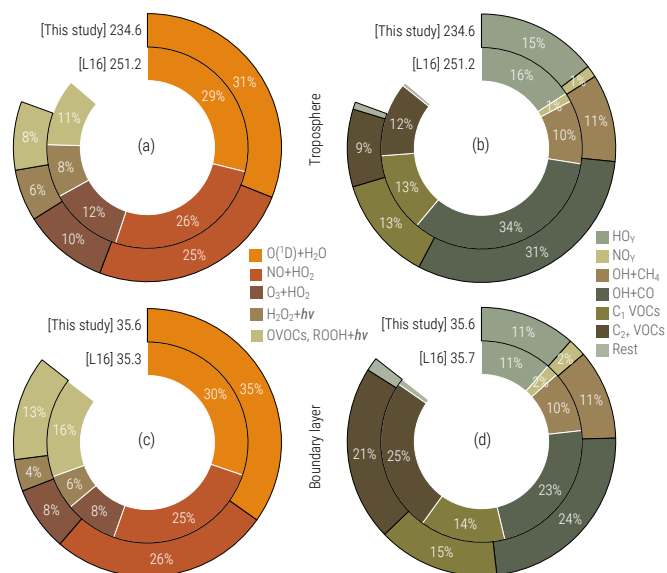 [This study] 234.6
[L16] 251.2
31%
29%
11%
8%
(a)
8%
6%
12%
26%
10%
25%
Troposphere
[This study] 234.6
[L16] 251.2
15%
16%
1%
1%
12%
10%
11%
9%
(b)
13%
13%
34%
31%
O(¹D)+H₂O
NO+HO₂
O₃+HO₂
H₂O₂+hv
OVOCs, ROOH+hv
HOY
NOY
OH+CH₄
OH+CO
C₁ VOCs
C₂₊ VOCs
Rest
[This study] 35.6
[L16] 35.3
35%
30%
13%
16%
(c)
4%
6%
8%
8%
25%
26%
Boundary layer
[This study] 35.6
[L16] 35.7
11%
11%
2%
2%
10%
11%
21%
25%
(d)
23%
24%
14%
15%